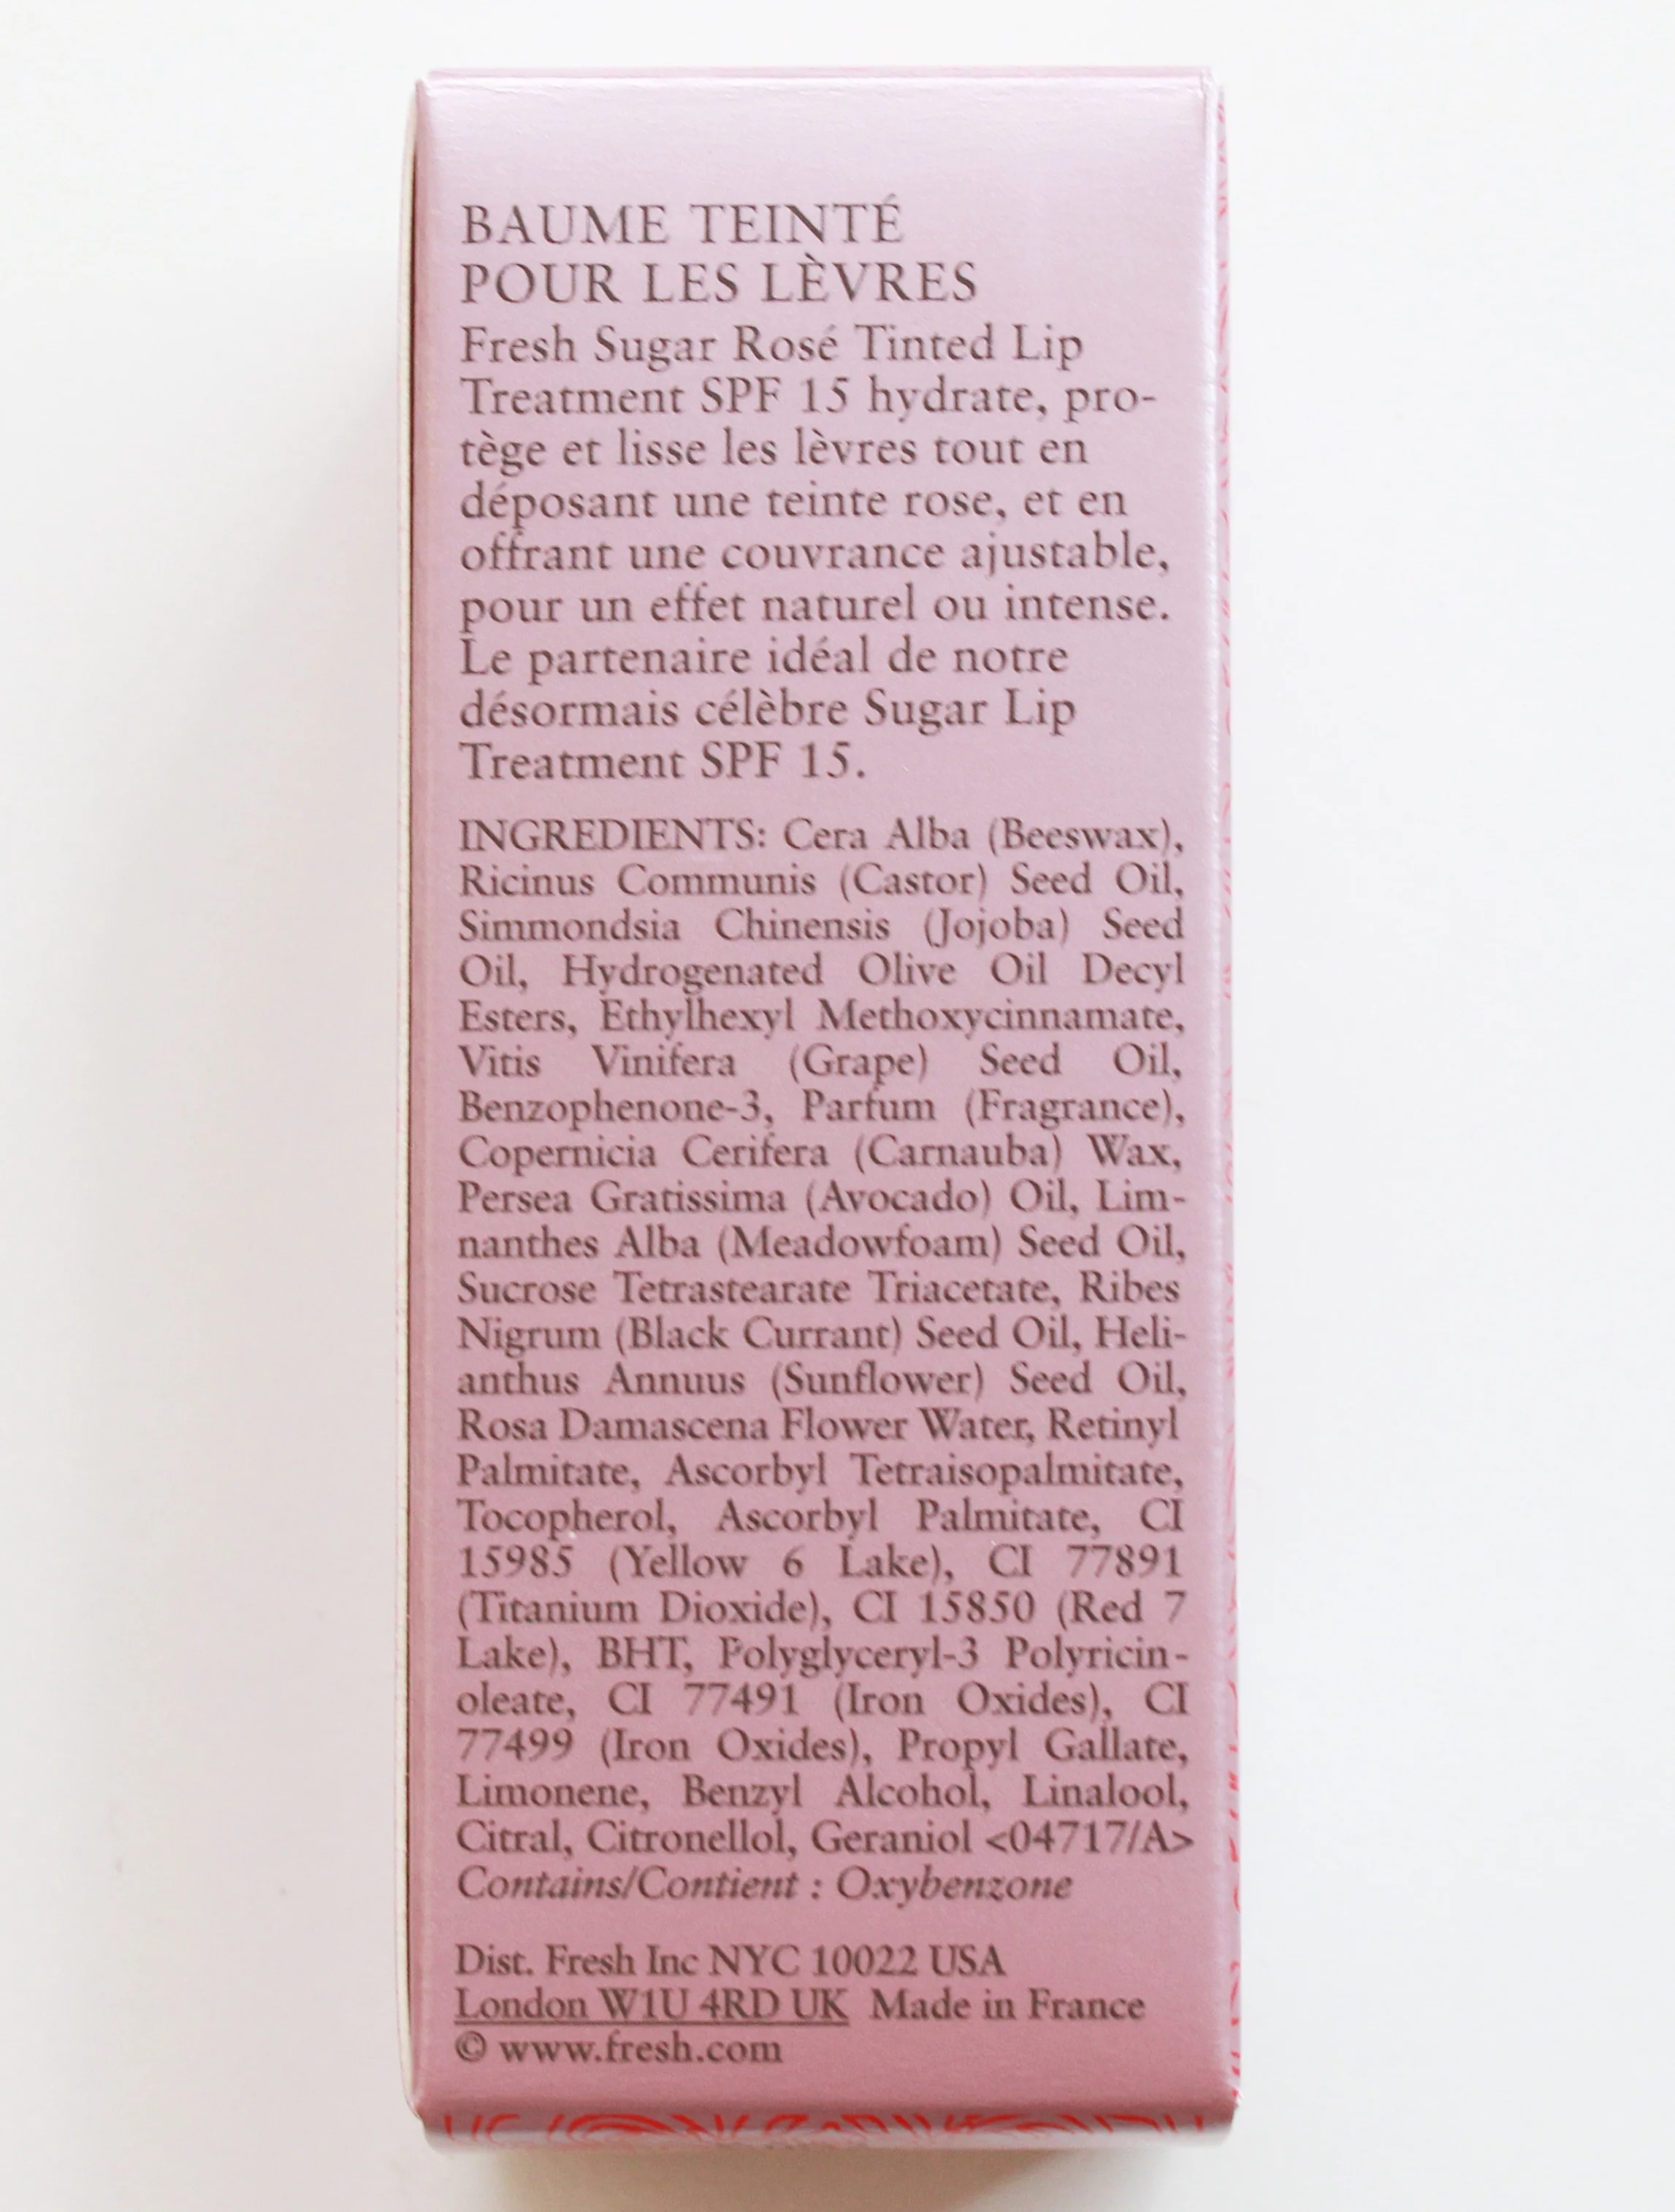 BAUME TEINTÉ
POUR LES LÈVRES
Fresh Sugar Rosé Tinted Lip
Treatment SPF 15 hydrate, pro-
tège et lisse les lèvres tout en
déposant une teinte rose, et en
offrant une couvrance ajustable,
pour un effet naturel ou intense.
Le partenaire idéal de notre
désormais célèbre Sugar Lip
Treatment SPF 15.
INGREDIENTS: Cera Alba (Beeswax),
Ricinus Communis (Castor) Seed Oil,
Simmondsia Chinensis (Jojoba) Seed
Oil, Hydrogenated Olive Oil Decyl
Esters, Ethylhexyl Methoxycinnamate,
Vitis Vinifera (Grape) Seed Oil,
Benzophenone-3, Parfum (Fragrance),
Copernicia Cerifera (Carnauba) Wax,
Persea Gratissima (Avocado) Oil, Lim-
nanthes Alba (Meadowfoam) Seed Oil,
Sucrose Tetrastearate Triacetate, Ribes
Nigrum (Black Currant) Seed Oil, Heli-
anthus Annuus (Sunflower) Seed Oil,
Rosa Damascena Flower Water, Retinyl
Palmitate, Ascorbyl Tetraisopalmitate,
Tocopherol, Ascorbyl Palmitate, CI
15985 (Yellow 6 Lake), CI 77891
(Titanium Dioxide), CI 15850 (Red 7
Lake), BHT, Polyglyceryl-3 Polyricin-
oleate, CI 77491 (Iron Oxides), CI
77499 (Iron Oxides), Propyl Gallate,
Limonene, Benzyl Alcohol, Linalool,
Citral, Citronellol, Geraniol <04717/A>
Contains/Contient : Oxybenzone
Dist. Fresh Inc NYC 10022 USA
London W1U 4RD UK Made in France
© www.fresh.com